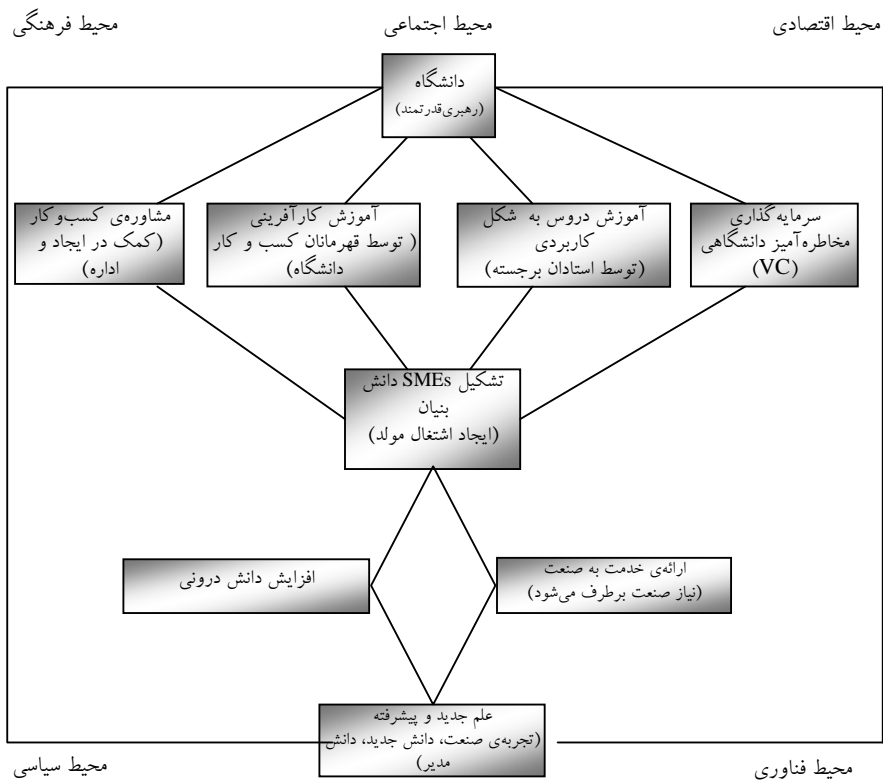 محیط اقتصادی
محیط اجتماعی
محیط فرهنگی
دانشگاه
(رهبری‌قدرتمند)
سرمایه‌گذاری
مخاطره‌آمیز دانشگاهی
(VC)
آموزش دروس به شکل
کاربردی
(توسط استادان برجسته)
آموزش کارآفرینی
( توسط قهرمانان کسب و کار
دانشگاه)
مشاوره‌ی کسب‌وکار
(کمک در ایجاد و
اداره)
تشکیل SMEs دانش
بنیان
(ایجاد اشتغال مولد)
ارائه‌ی خدمت به صنعت
(نیاز صنعت برطرف می‌شود)
افزایش دانش درونی
علم جدید و پیشرفته
(تجربه‌ی صنعت، دانش جدید، دانش
مدیر)
محیط فناوری
محیط سیاسی